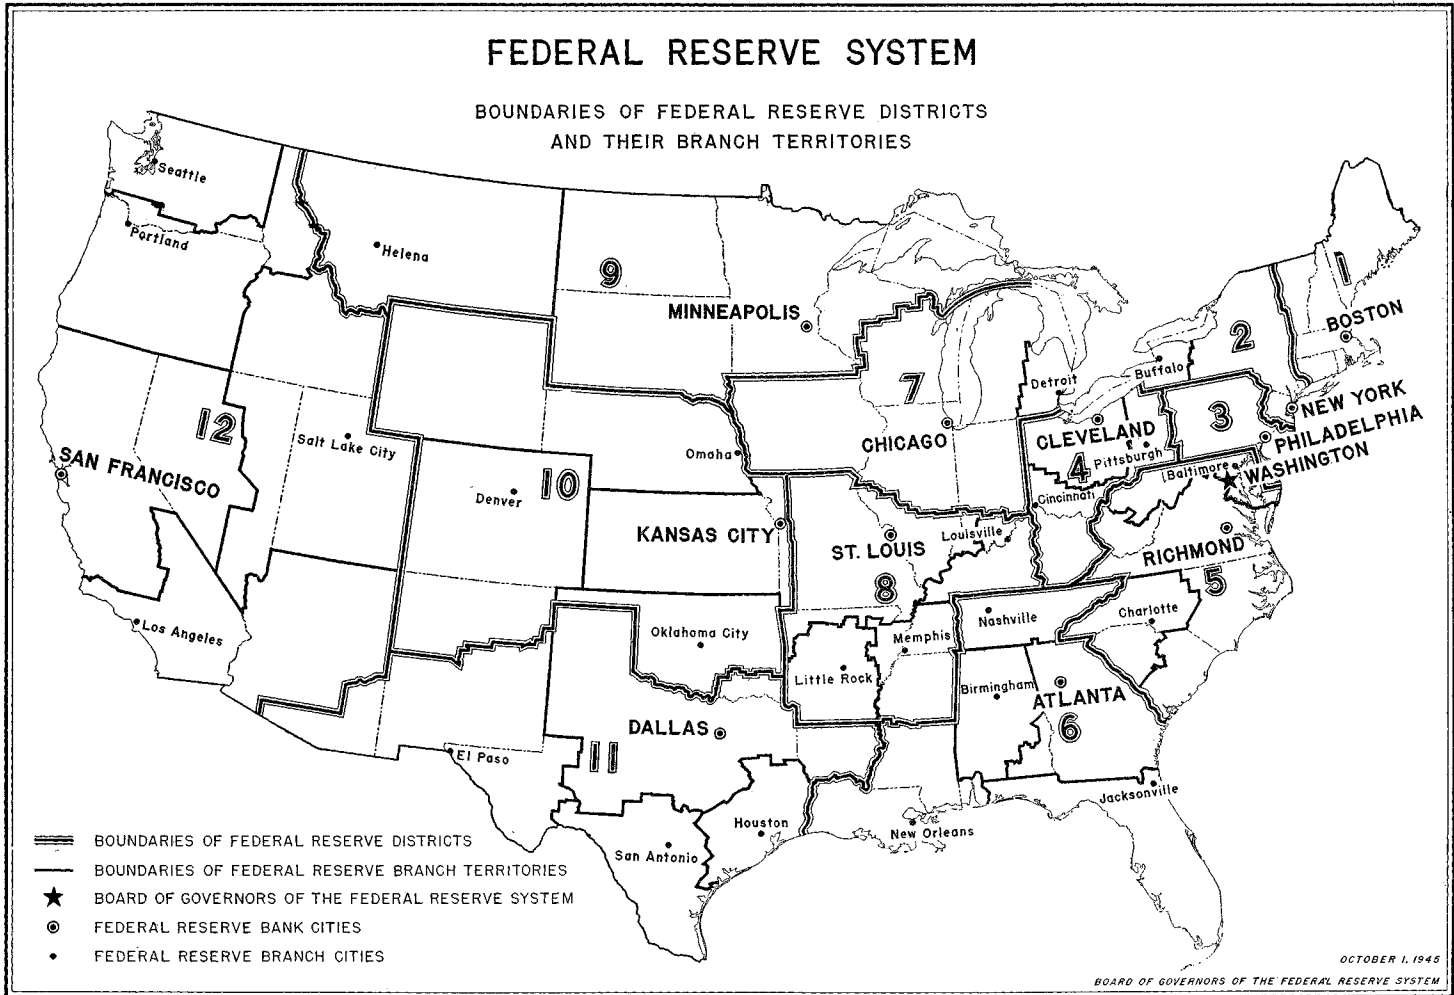 FEDERAL RESERVE SYSTEM
BOUNDARIES OF FEDERAL RESERVE DISTRICTS
AND THEIR BRANCH TERRITORIES
Seattle
Portland
Helena
9
MINNEAPOLIS
1
BOSTON
2
Buffalo
Detroit
7
CHICAGO
NEW YORK
3
PHILADELPHIA
CLEVELAND
4
Pittsburgh
Baltimore
WASHINGTON
12
SAN FRANCISCO
Salt Lake City
Omaha
Denver
10
KANSAS CITY
Cincinnati
Louisville
ST. LOUIS
8
RICHMOND
5
Los Angeles
Oklahoma City
Memphis
Nashville
Charlotte
Little Rock
Birmingham
ATLANTA
6
DALLAS
11
El Paso
Jacksonville
Houston
New Orleans
San Antonio
BOUNDARIES OF FEDERAL RESERVE DISTRICTS
BOUNDARIES OF FEDERAL RESERVE BRANCH TERRITORIES
BOARD OF GOVERNORS OF THE FEDERAL RESERVE SYSTEM
FEDERAL RESERVE BANK CITIES
FEDERAL RESERVE BRANCH CITIES
OCTOBER 1, 1945
BOARD OF GOVERNORS OF THE FEDERAL RESERVE SYSTEM